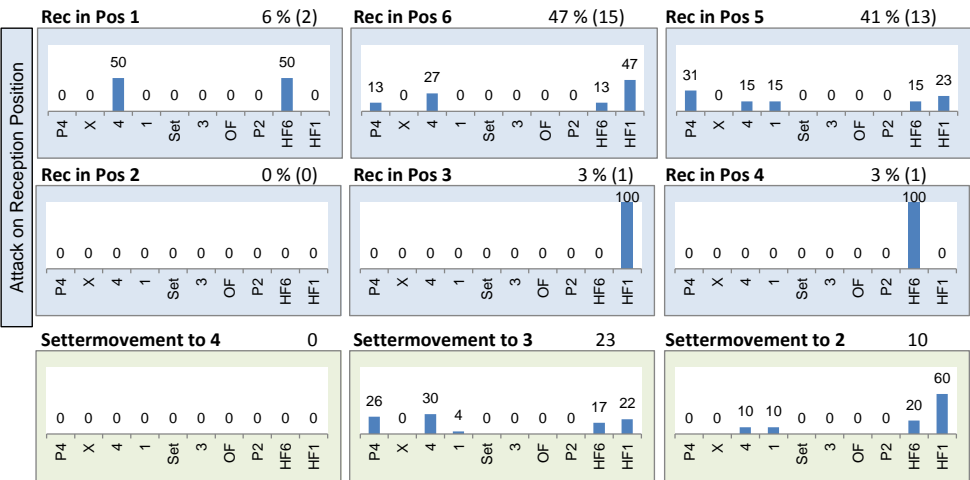 Attack on Reception Position
Rec in Pos 1 6 % (2)
0 0 50 0 0 0 0 0 50 0
P4 X 4 1 Set 3 OF P2 HF6 HF1
Rec in Pos 6 47 % (15)
13 0 27 0 0 0 0 0 13 47
P4 X 4 1 Set 3 OF P2 HF6 HF1
Rec in Pos 5 41 % (13)
31 0 15 15 0 0 0 0 15 23
P4 X 4 1 Set 3 OF P2 HF6 HF1
Rec in Pos 2 0 % (0)
0 0 0 0 0 0 0 0 0 0
P4 X 4 1 Set 3 OF P2 HF6 HF1
Rec in Pos 3 3 % (1)
0 0 0 0 0 0 0 0 0 100
P4 X 4 1 Set 3 OF P2 HF6 HF1
Rec in Pos 4 3 % (1)
0 0 0 0 0 0 0 0 100 0
P4 X 4 1 Set 3 OF P2 HF6 HF1
Settermovement to 4 0
0 0 0 0 0 0 0 0 0 0
P4 X 4 1 Set 3 OF P2 HF6 HF1
Settermovement to 3 23
26 0 30 4 0 0 0 0 17 22
P4 X 4 1 Set 3 OF P2 HF6 HF1
Settermovement to 2 10
0 0 10 10 0 0 0 0 20 60
P4 X 4 1 Set 3 OF P2 HF6 HF1